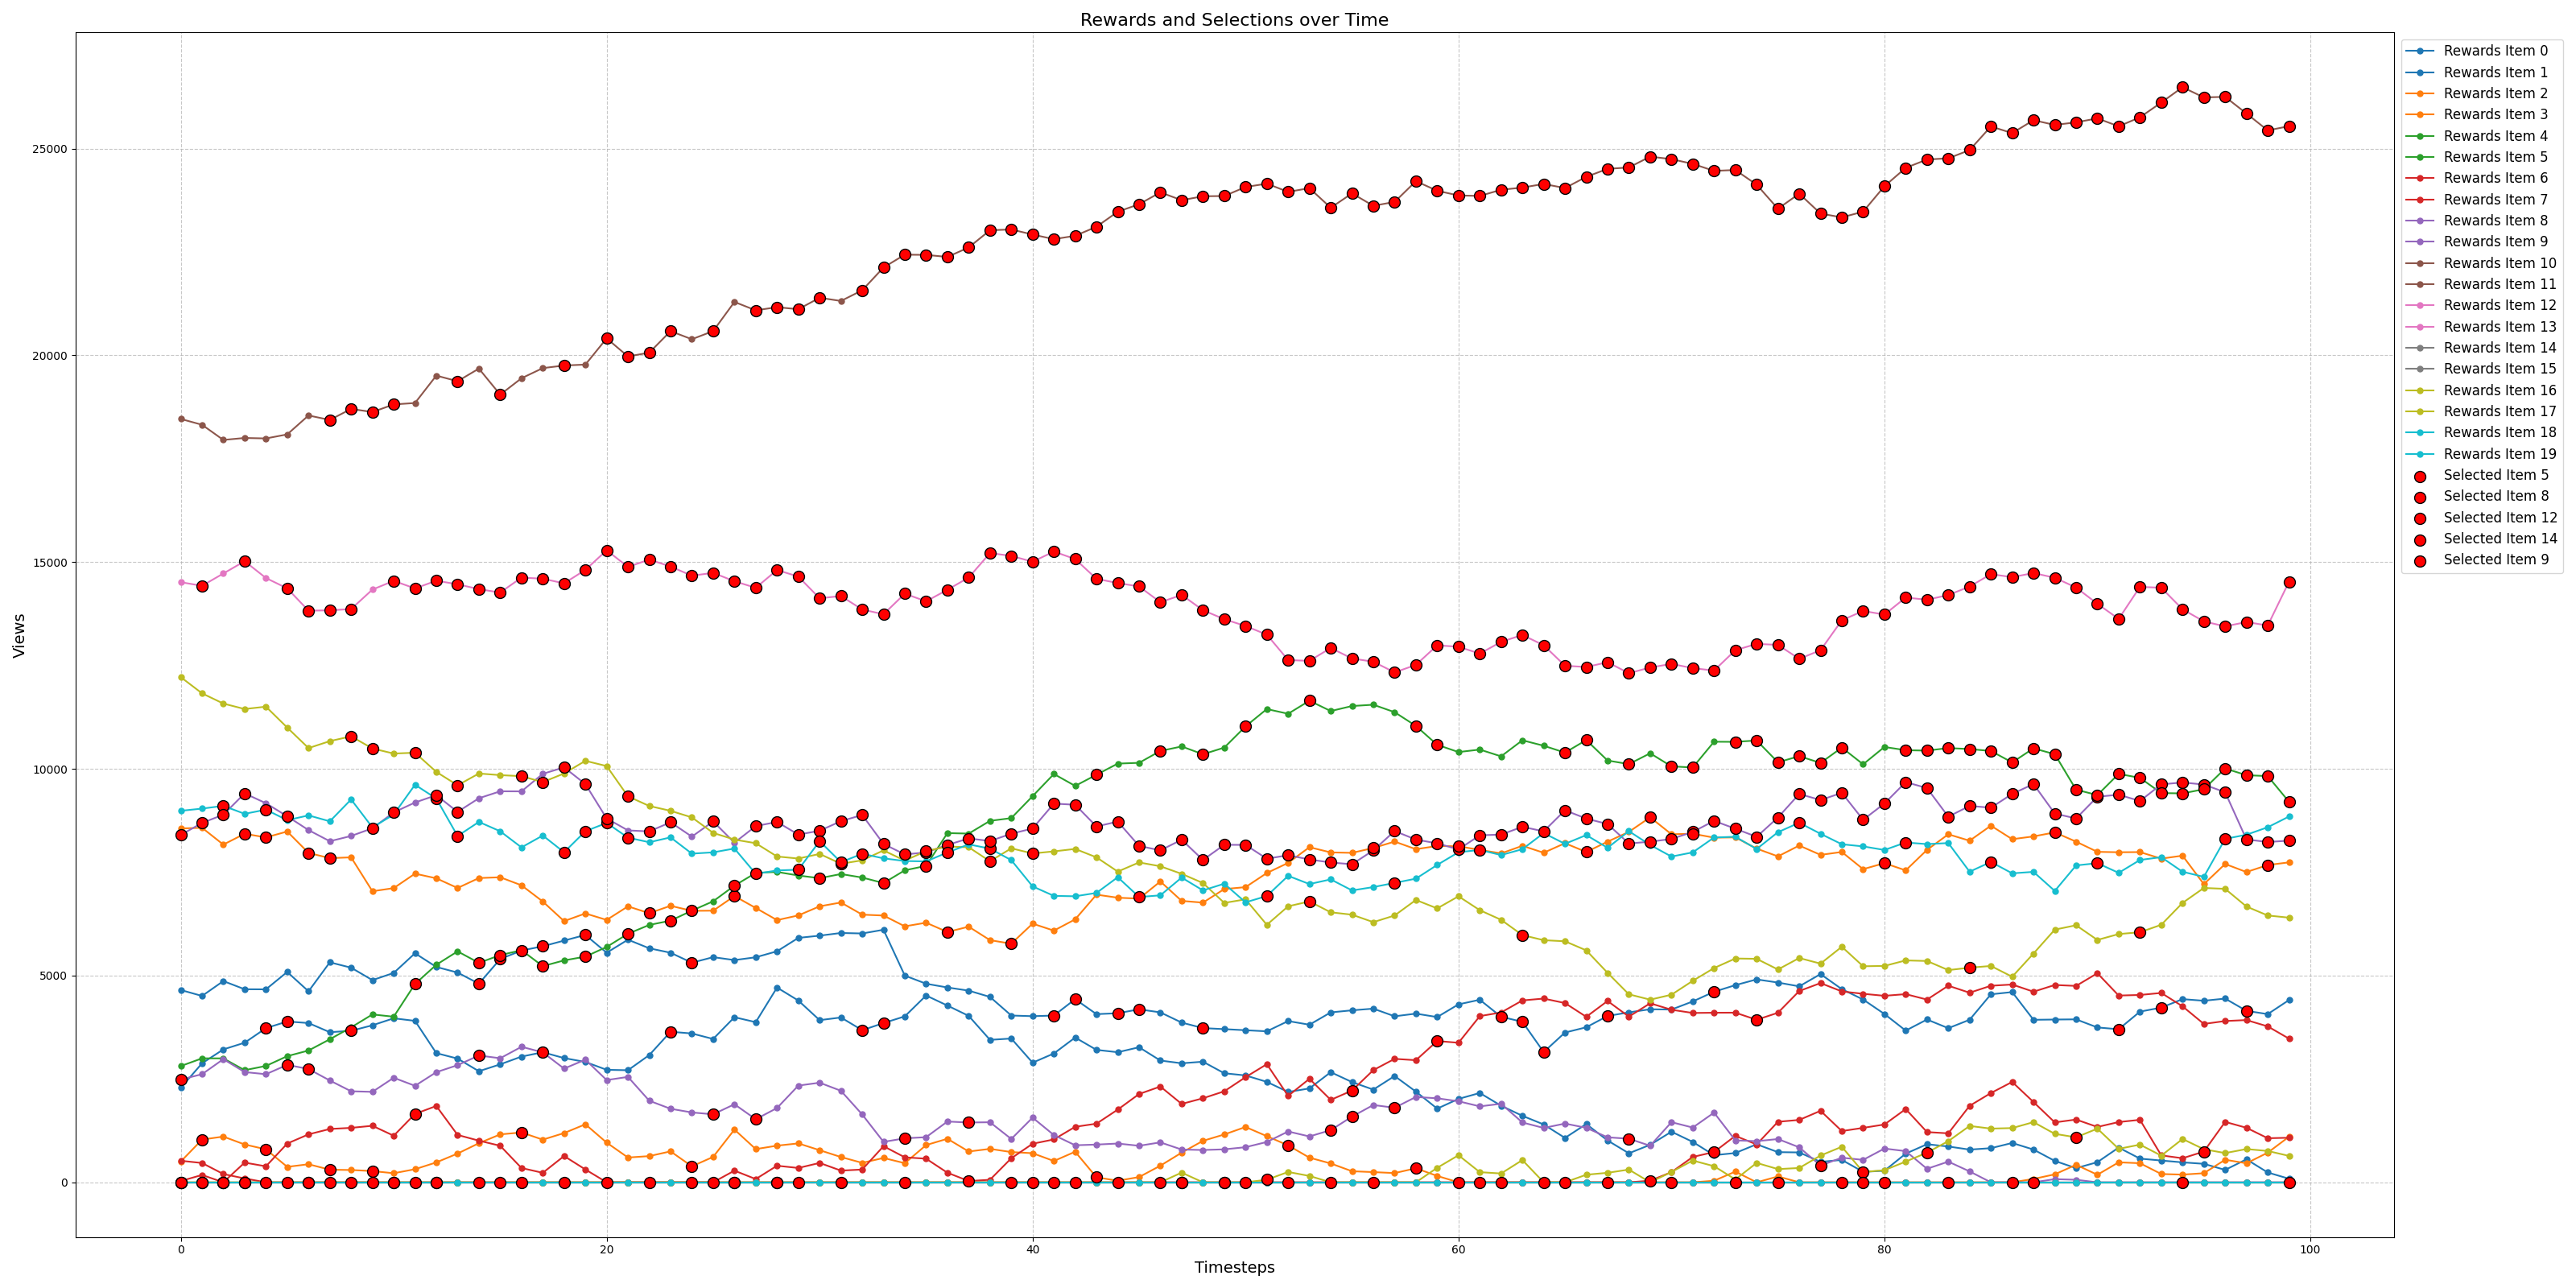 Rewards and Selections over Time
Views
25000
20000
15000
10000
5000
0
0
20
40
60
80
100
Timesteps
Rewards Item 0
Rewards Item 1
Rewards Item 2
Rewards Item 3
Rewards Item 4
Rewards Item 5
Rewards Item 6
Rewards Item 7
Rewards Item 8
Rewards Item 9
Rewards Item 10
Rewards Item 11
Rewards Item 12
Rewards Item 13
Rewards Item 14
Rewards Item 15
Rewards Item 16
Rewards Item 17
Rewards Item 18
Rewards Item 19
Selected Item 5
Selected Item 8
Selected Item 12
Selected Item 14
Selected Item 9